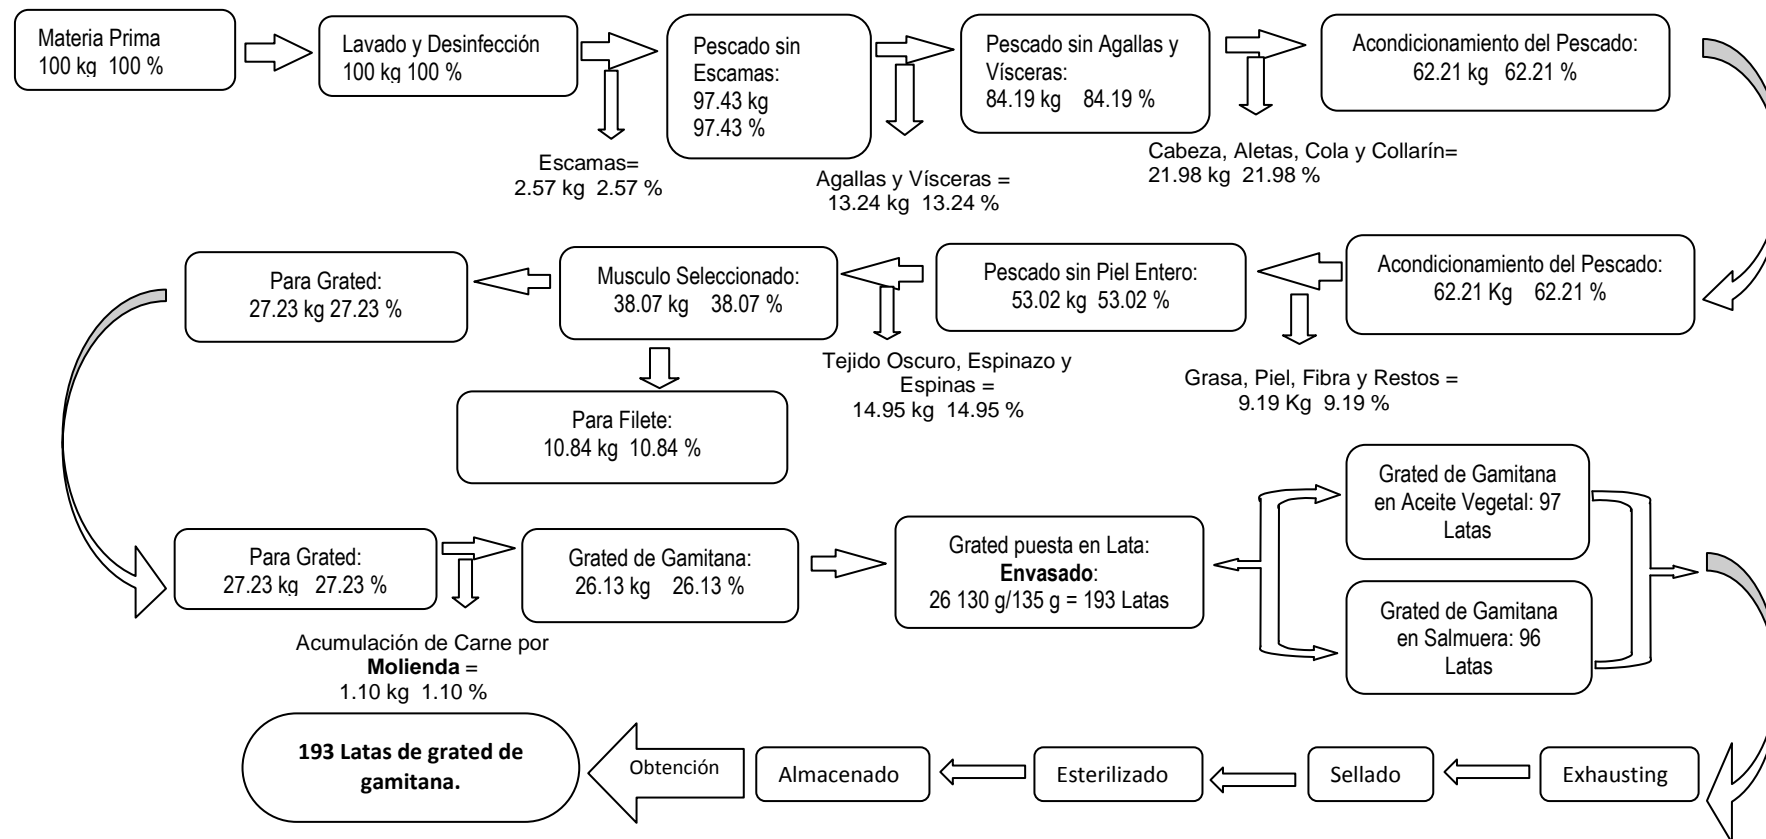 Materia Prima
100 kg 100 %
Lavado y Desinfección
100 kg 100 %
Pescado sin
Escamas:
97.43 kg
97.43 %
Pescado sin Agallas y
Vísceras:
84.19 kg 84.19 %
Acondicionamiento del Pescado:
62.21 kg 62.21 %
Escamas=
2.57 kg 2.57 %
Agallas y Vísceras =
13.24 kg 13.24 %
Cabeza, Aletas, Cola y Collarín=
21.98 kg 21.98 %
Acondicionamiento del Pescado:
62.21 Kg 62.21 %
Pescado sin Piel Entero:
53.02 kg 53.02 %
Musculo Seleccionado:
38.07 kg 38.07 %
Para Grated:
27.23 kg 27.23 %
Grasa, Piel, Fibra y Restos =
9.19 Kg 9.19 %
Tejido Oscuro, Espinazo y
Espinas =
14.95 kg 14.95 %
Para Filete:
10.84 kg 10.84 %
Para Grated:
27.23 kg 27.23 %
Grated de Gamitana:
26.13 kg 26.13 %
Grated puesta en Lata:
Envasado:
26 130 g/135 g = 193 Latas
Grated de Gamitana
en Aceite Vegetal: 97
Latas
Grated de Gamitana
en Salmuera: 96
Latas
Acumulación de Carne por
Molienda =
1.10 kg 1.10 %
Exhausting
Sellado
Esterilizado
Almacenado
Obtención
193 Latas de grated de
gamitana.